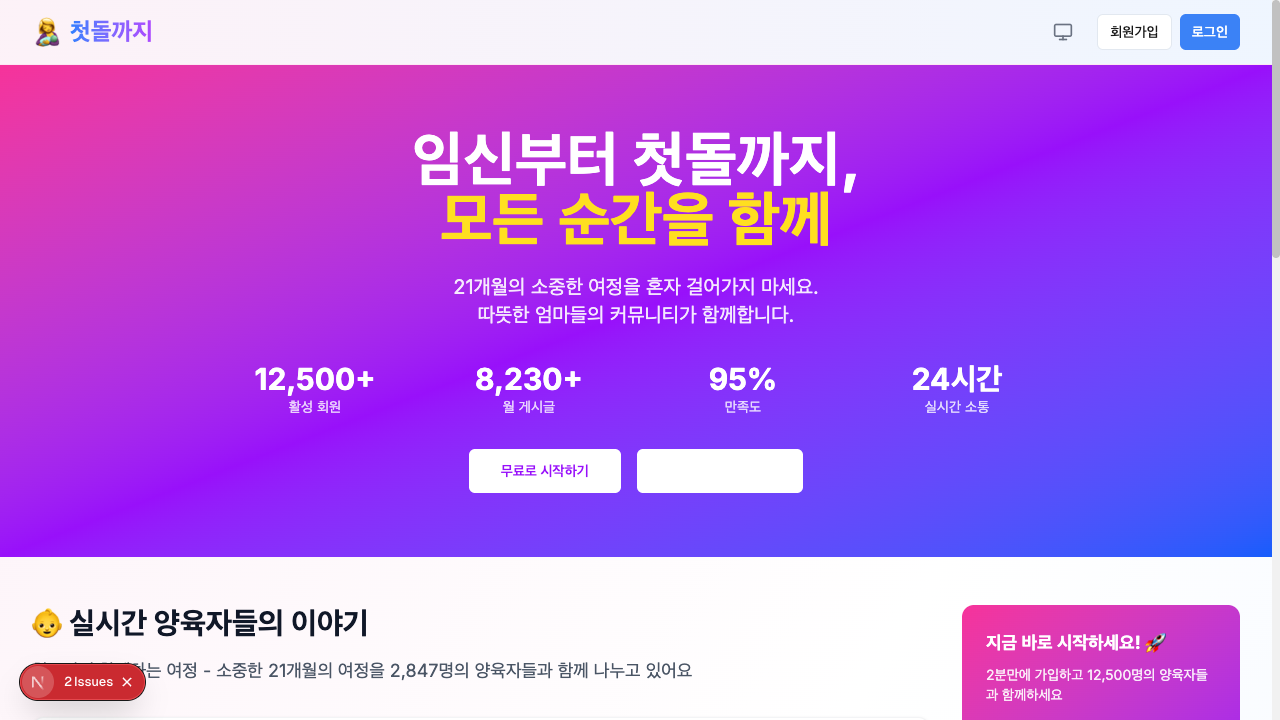 첫돌까지
회원가입
로그인
임신부터 첫돌까지,
모든 순간을 함께
21개월의 소중한 여정을 혼자 걸어가지 마세요.
따뜻한 엄마들의 커뮤니티가 함께합니다.
12,500+
활성 회원
8,230+
월 게시글
95%
만족도
24시간
실시간 소통
무료로 시작하기
👶 실시간 양육자들의 이야기
는 여정 - 소중한 21개월의 여정을 2,847명의 양육자들과 함께 나누고 있어요
지금 바로 시작하세요! 🚀
2분만에 가입하고 12,500명의 양육자들
과 함께하세요
N 2 Issues